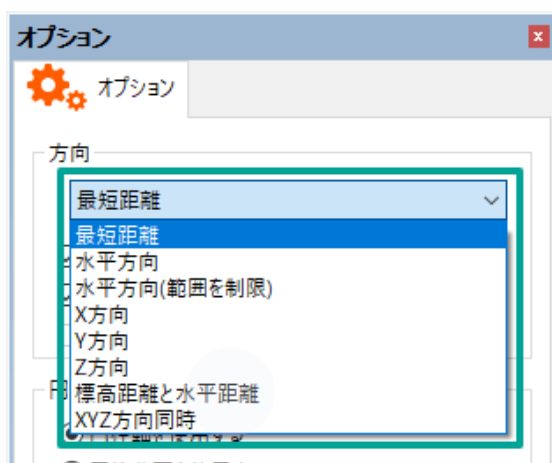 オプション
オプション
方向
最短距離
最短距離
水平方向
水平方向(範囲を制限)
X方向
Y方向
Z方向
標高距離と水平距離
XYZ方向同時